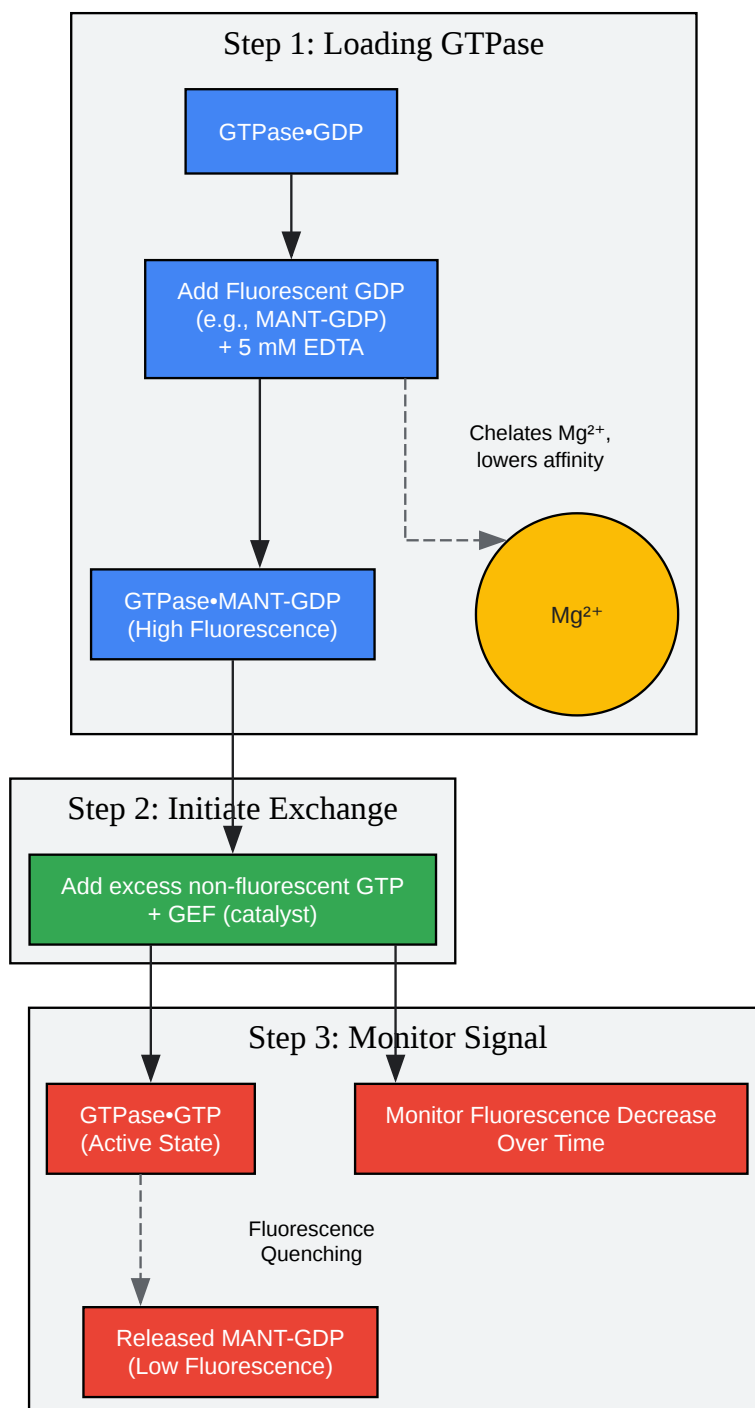 Step 1: Loading GTPase
GTPase•GDP
Add Fluorescent GDP
(e.g., MANT-GDP)
+ 5 mM EDTA
Chelates Mg²⁺,
lowers affinity
GTPase•MANT-GDP
(High Fluorescence)
Mg²⁺
Step 2: Initiate Exchange
Add excess non-fluorescent GTP
+ GEF (catalyst)
Step 3: Monitor Signal
GTPase•GTP
(Active State)
Monitor Fluorescence Decrease
Over Time
Fluorescence
Quenching
Released MANT-GDP
(Low Fluorescence)